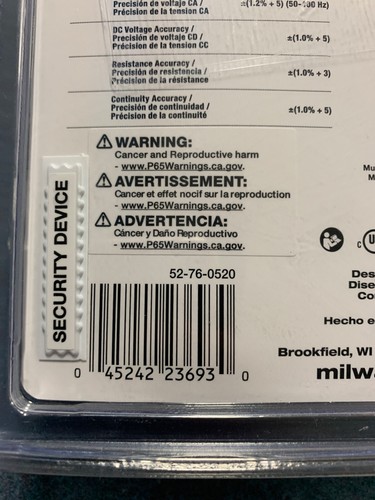 Precisión de voltaje CA / ±(1.2% + 5) (50-100 Hz)
Précision de la tension CA
DC Voltage Accuracy /
Precisión de voltaje CD / ±(1.0% + 5)
Précision de la tension CC
Resistance Accuracy /
Precisión de resistencia / ±(1.0% + 3)
Précision de la résistance
Continuity Accuracy /
Precisión de continuidad / ±(1.0% + 5)
Précision de la continuité
WARNING:
Cancer and Reproductive harm
- www.P65Warnings.ca.gov.
AVERTISSEMENT:
Cancer et effet nocif sur la reproduction
- www.P65Warnings.ca.gov.
ADVERTENCIA:
Cáncer y Daño Reproductivo
- www.P65Warnings.ca.gov.
SECURITY DEVICE
52-76-0520
0 45242 23693 0
Mu
M
c U
Des
Dise
Co
Hecho e
Brookfield, WI
milw